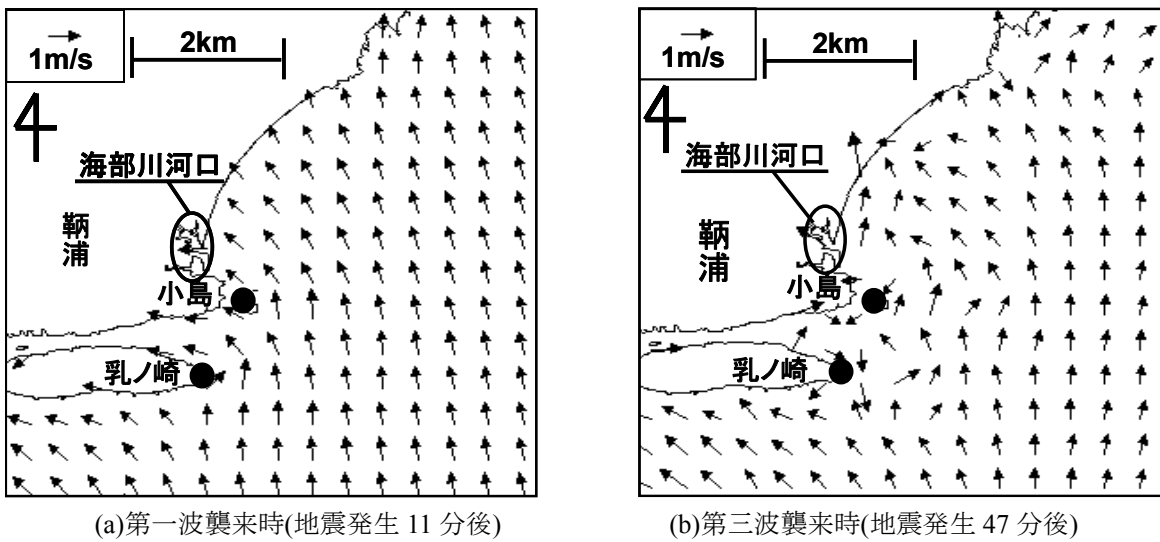 1m/s
2km
海部川河口
鞆
浦
小島
乳ノ崎
(a)第一波襲来時(地震発生 11 分後)
1m/s
2km
海部川河口
鞆
浦
小島
乳ノ崎
(b)第三波襲来時(地震発生 47 分後)